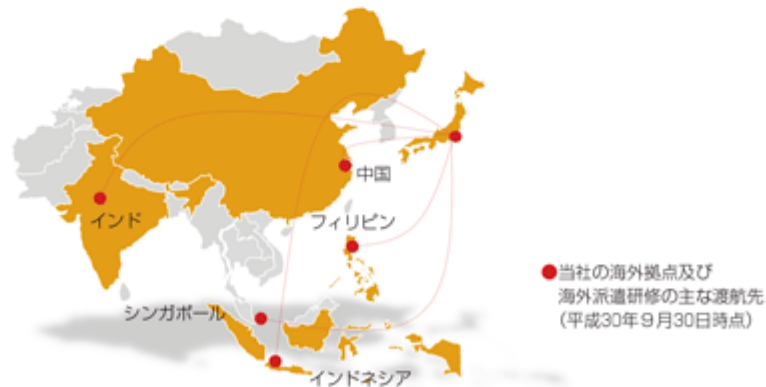 中国
インド
フィリピン
シンガポール
インドネシア
当社の海外拠点及び
海外派遣研修の主な渡航先
(平成30年9月30日時点)